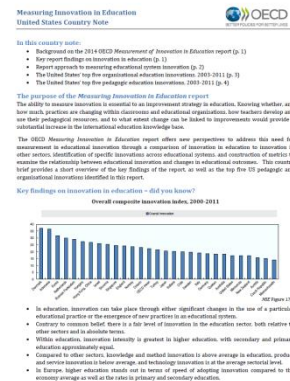 Measuring Innovation in Education
United States Country Note
OECD
BETTER POLICIES FOR BETTER LIVES
In this country note:
• Background on the 2014 OECD Measurement of Innovation in Education report (p. 1)
• Key report findings on innovation in education (p. 1)
• Report approach to measuring educational system innovation (p. 2)
• The United States' top five organisational education innovations, 2003-2011 (p. 3)
• The United States' top five pedagogic education innovations, 2003-2011 (p. 4)
The purpose of the Measuring Innovation in Education report
The ability to measure innovation is essential to an improvement strategy in education. Knowing whether, an
how much, practices are changing within classrooms and educational organisations, how teachers develop an
use their pedagogic resources, and to what extent change can be linked to improvements would provide
substantial increase in the international education knowledge base.
The OECD Measuring Innovation in Education report offers new perspectives to address this need fo
measurement in educational innovation through a comparison of innovation in education to innovation
other sectors, identification of specific innovations across educational systems, and construction of metrics
examine the relationship between educational innovation and changes in educational outcomes. This count
brief provides a short overview of the key findings of the report, as well as the top five US pedagogic an
organisational innovations identified in this report.
Key findings on innovation in education – did you know?
Overall composite innovation index, 2000-2011
Overall innovation
• In education, innovation can take place through either significant changes in the use of a particula
educational practice or the emergence of new practices in an educational system.
• Contrary to common belief, there is a fair level of innovation in the education sector, both relative t
other sectors and in absolute terms.
• Within education, innovation intensity is greatest in higher education, with secondary and primar
education approximately equal.
• Compared to other sectors, knowledge and method innovation is above average in education, produc
and service innovation is below average, and technology innovation is at the average sectoral level.
• In Europe, higher education stands out in terms of speed of adoption innovation compared to th
economy average as well as the rates in primary and secondary education.